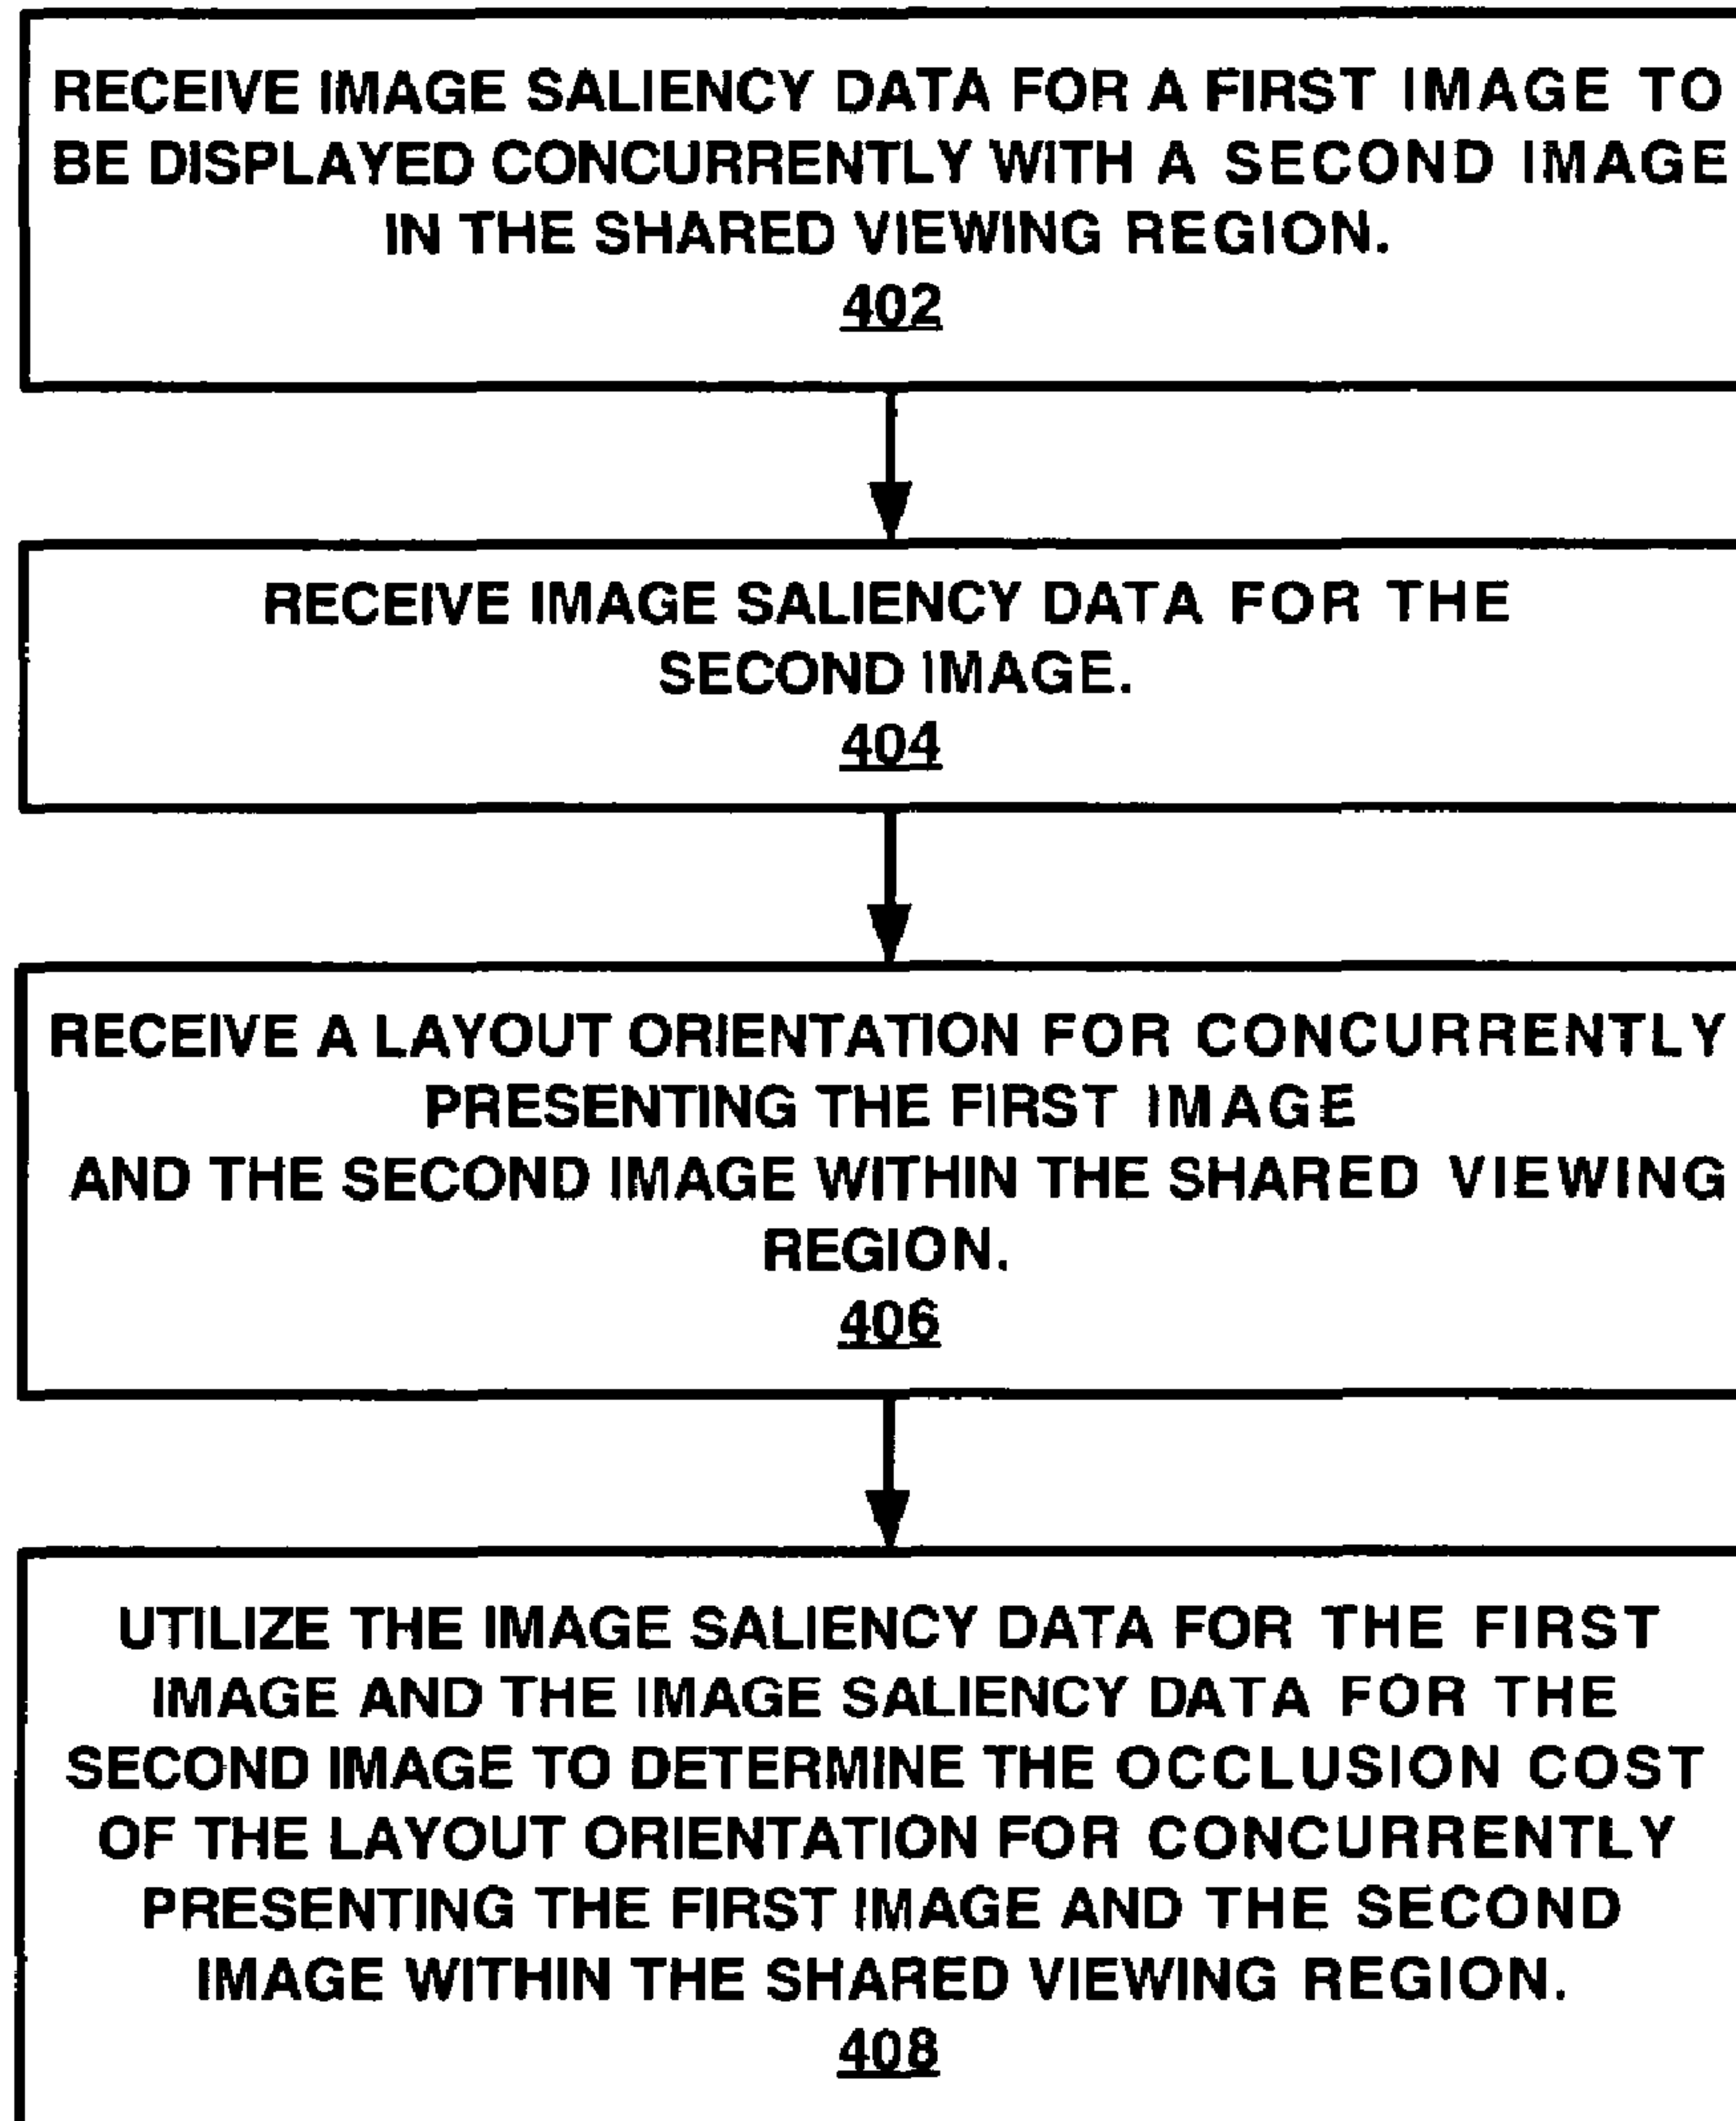 RECEIVE IMAGE SALIENCY DATA FOR A FIRST IMAGE TO
BE DISPLAYED CONCURRENTLY WITH A SECOND IMAGE
IN THE SHARED VIEWING REGION.
402
RECEIVE IMAGE SALIENCY DATA FOR THE
SECOND IMAGE.
404
RECEIVE A LAYOUT ORIENTATION FOR CONCURRENTLY
PRESENTING THE FIRST IMAGE
AND THE SECOND IMAGE WITHIN THE SHARED VIEWING
REGION.
406
UTILIZE THE IMAGE SALIENCY DATA FOR THE FIRST
IMAGE AND THE IMAGE SALIENCY DATA FOR THE
SECOND IMAGE TO DETERMINE THE OCCLUSION COST
OF THE LAYOUT ORIENTATION FOR CONCURRENTLY
PRESENTING THE FIRST IMAGE AND THE SECOND
IMAGE WITHIN THE SHARED VIEWING REGION.
408